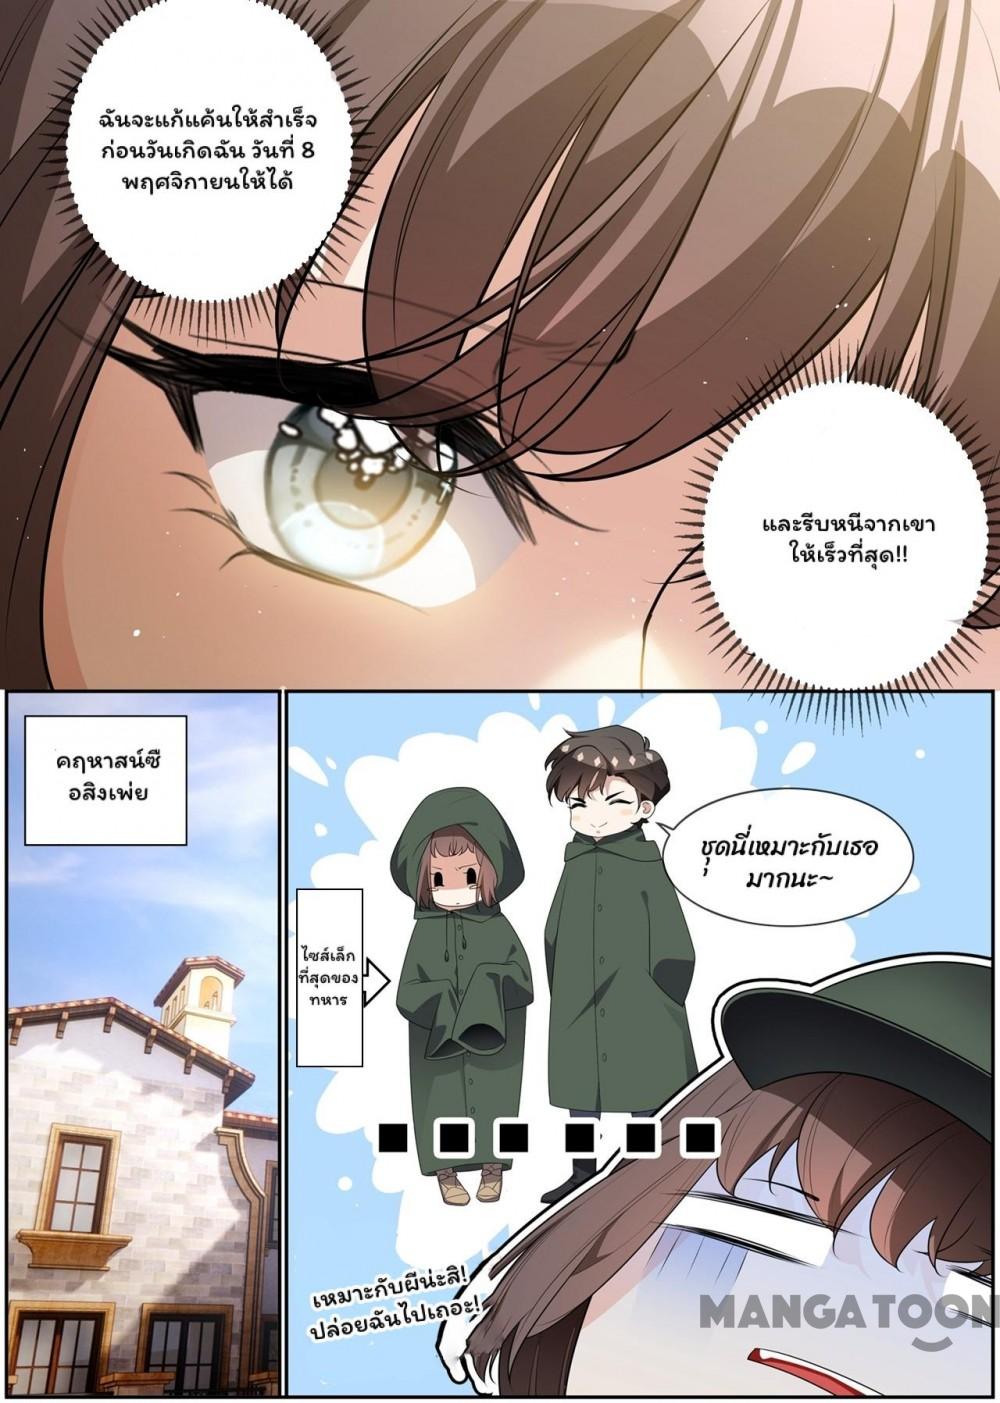 ฉันจะแก้แค้นให้สำเร็จ
ก่อนวันเกิดฉัน วันที่ 8
พฤศจิกายนให้ได้
และรีบหนีจากเขา
ให้เร็วที่สุด!!
คฤหาสน์ซี
อสิงเฟย
ชุดนี่เหมาะกับเธอ
มากนะ~
ไซส์เล็ก
ที่สุดของ
ทหาร
เหมาะกับผีน่ะสิ!
ปล่อยฉันไปเถอะ!
MANGATOON